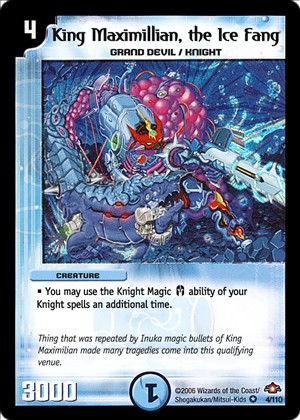 4 King Maximillian, the Ice Fang
GRAND DEVIL / KNIGHT
CREATURE
▪ You may use the Knight Magic ability of your
Knight spells an additional time.
Thing that was repeated by Inuka magic bullets of King
Maximilian made many tragedies come into this qualifying
venue.
3000
1
©2006 Wizards of the Coast/
Shogakukan/Mitsui-Kids 4/110